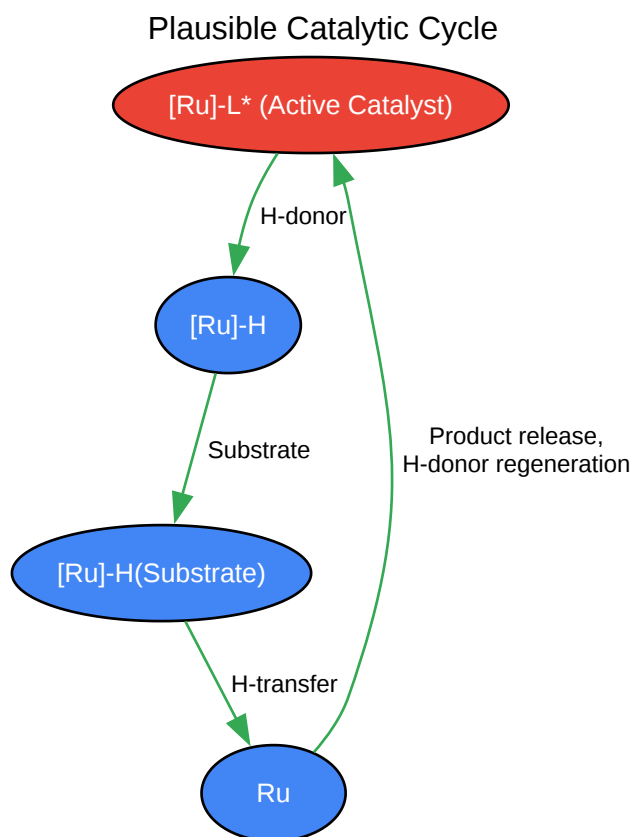 Plausible Catalytic Cycle
[Ru]-L* (Active Catalyst)
H-donor
[Ru]-H
Substrate
Product release,
H-donor regeneration
[Ru]-H(Substrate)
H-transfer
Ru